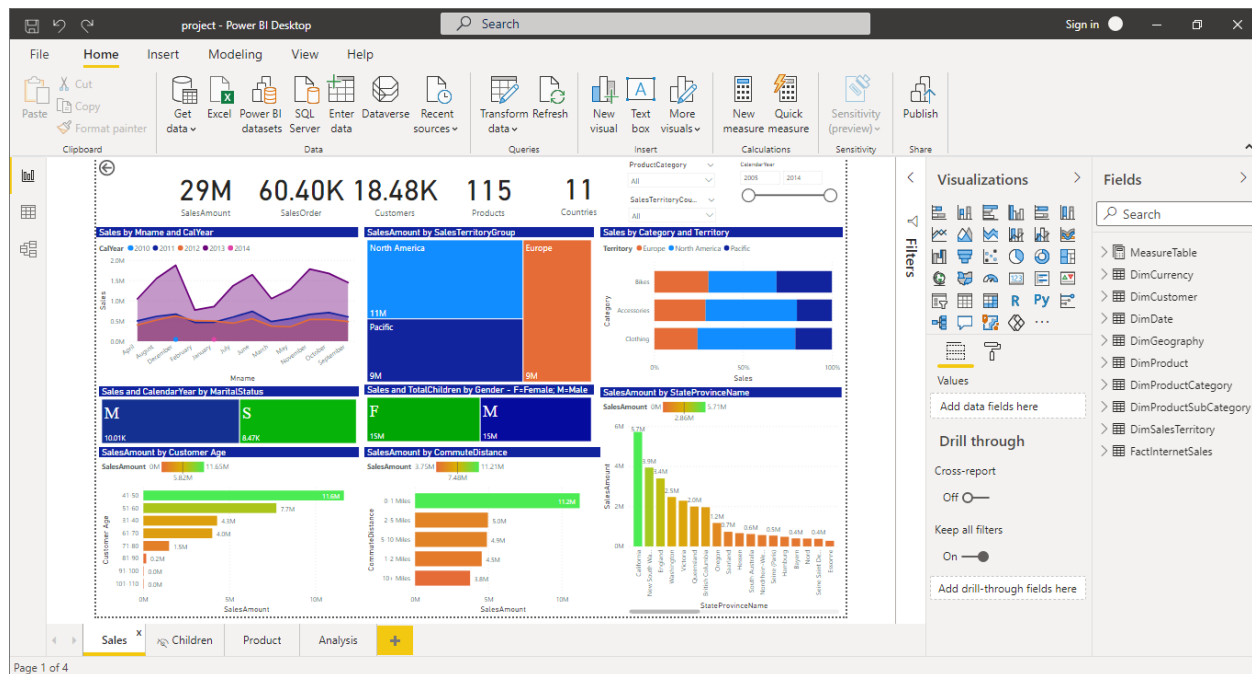 project - Power BI Desktop
Search
Sign in
File Home Insert Modeling View Help
Paste
Cut
Copy
Format painter
Get data
Excel
Power BI datasets
SQL Server
Enter data
Dataverse
Recent sources
Transform data
Refresh
New visual
Text box
More visuals
New measure
Quick measure
Sensitivity (preview)
Publish
Clipboard
Data
Queries
Insert
Calculations
Sensitivity
Share
29M
SalesAmount
60.40K
SalesOrder
18.48K
Customers
115
Products
11
Countries
ProductCategory
All
SalesTerritoryCou...
All
CalendarYear
2005 2014
Sales by Mname and CalYear
CalYear 2010 2011 2012 2013 2014
2.0M
1.5M
1.0M
0.5M
0.0M
Sales
April August December February January July June March May November October September
Mname
SalesAmount by SalesTerritoryGroup
North America
11M
Pacific
9M
Europe
9M
Sales by Category and Territory
Territory Europe North America Pacific
Category
Bikes
Accessories
Clothing
0% 50% 100%
Sales
Sales and CalendarYear by MaritalStatus
M
10.01K
S
8.47K
Sales and TotalChildren by Gender - F=Female; M=Male
F
15M
M
15M
SalesAmount by StateProvinceName
SalesAmount 0M 5.71M
2.86M
6M
4M
2M
0M
SalesAmount
5.7M
3.9M
3.4M
2.5M
2.0M
1.2M
0.7M
0.6M
0.5M
0.4M
0.4M
California
New South Wa...
England
Washington
Victoria
Queensland
British Columbia
Oregon
Saarland
Hessen
South Australia
Nordrhein-We...
Seine (Paris)
Hamburg
Bayern
Nord
Seine Saint De...
Essonne
StateProvinceName
SalesAmount by Customer Age
SalesAmount 0M 11.65M
5.82M
Customer Age
41-50 11.6M
51-60 7.7M
31-40 4.3M
61-70 4.0M
71-80 1.5M
81-90 0.2M
91-100 0.0M
101-110 0.0M
0M 5M 10M
SalesAmount
SalesAmount by CommuteDistance
SalesAmount 3.75M 11.21M
7.48M
CommuteDistance
0-1 Miles 11.2M
2-5 Miles 5.0M
5-10 Miles 4.9M
1-2 Miles 4.5M
10+ Miles 3.8M
0M 5M 10M
SalesAmount
Filters
Visualizations
R Py
123
Values
Add data fields here
Drill through
Cross-report
Off
Keep all filters
On
Add drill-through fields here
Fields
Search
MeasureTable
DimCurrency
DimCustomer
DimDate
DimGeography
DimProduct
DimProductCategory
DimProductSubCategory
DimSalesTerritory
FactInternetSales
Sales x
Children
Product
Analysis
+
Page 1 of 4